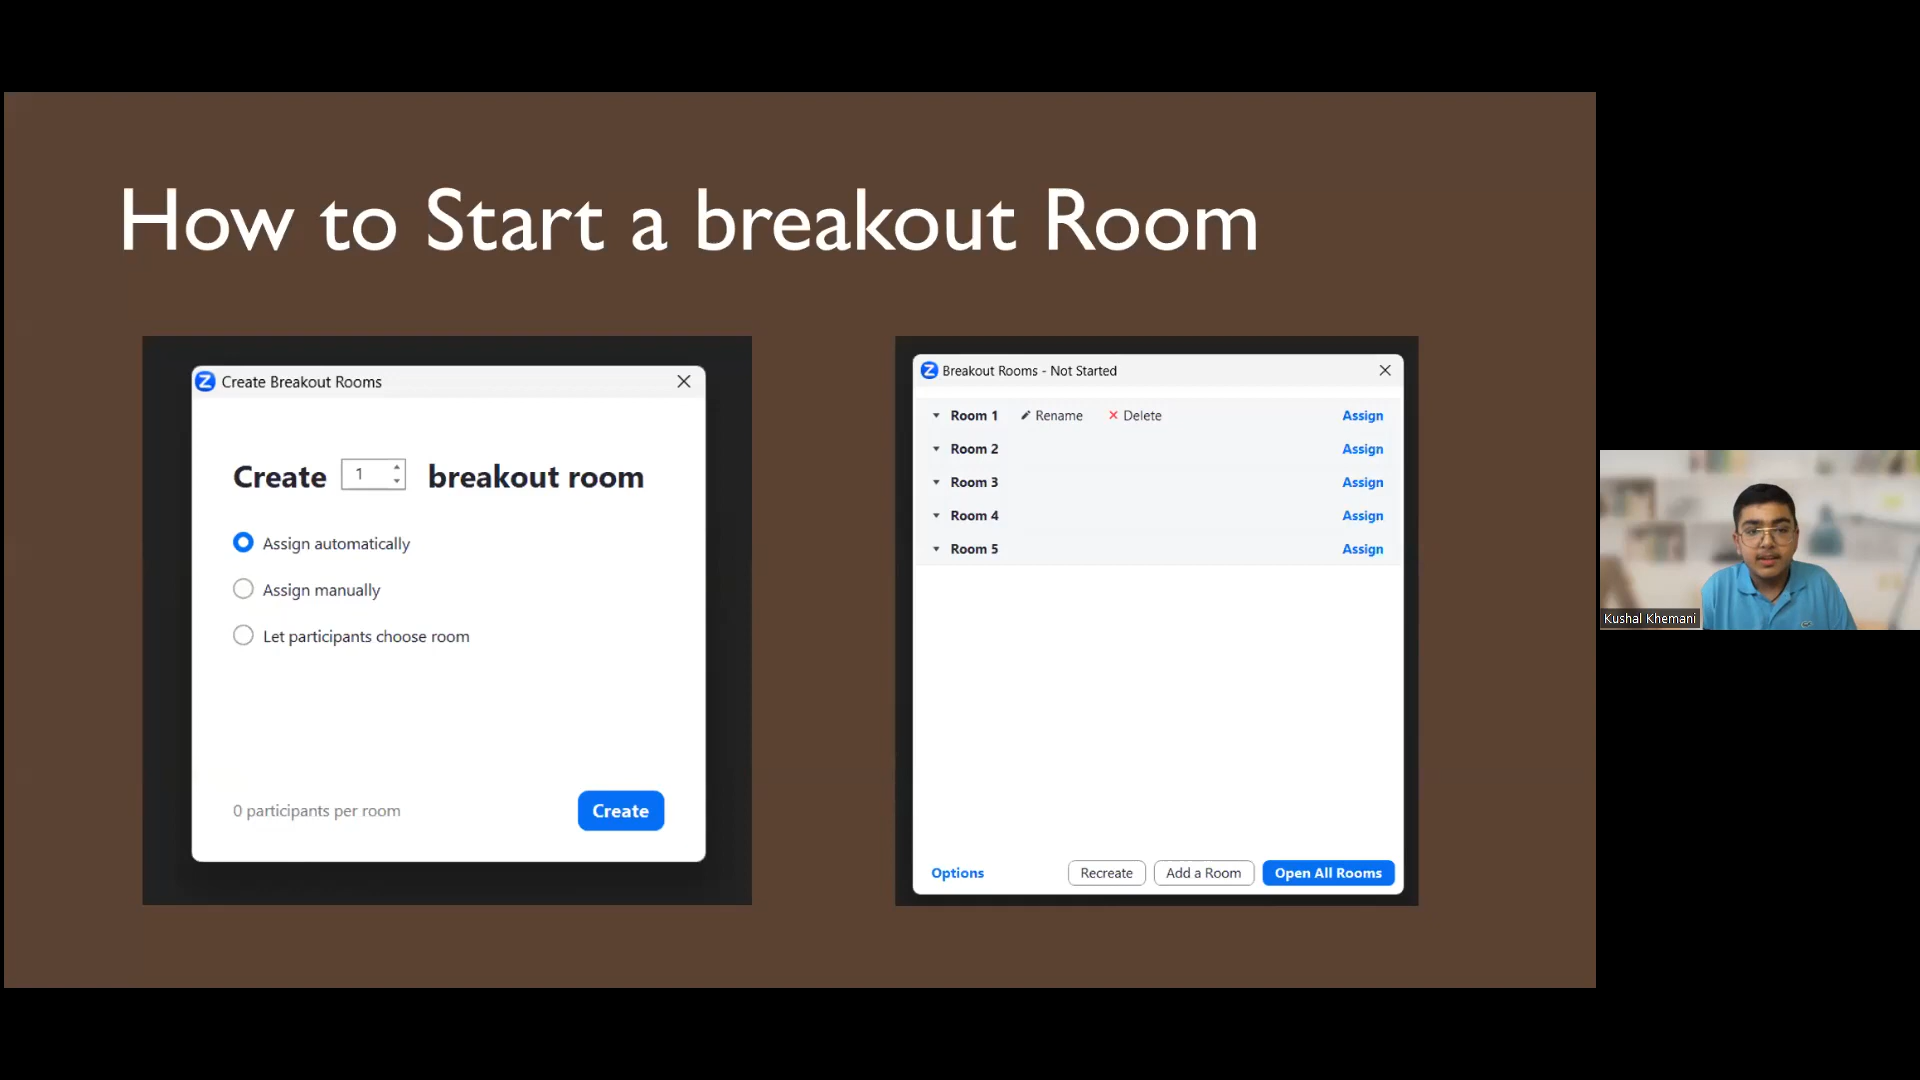 How to Start a breakout Room
Create Breakout Rooms
Create 1 breakout room
Assign automatically
Assign manually
Let participants choose room
0 participants per room
Create
Breakout Rooms - Not Started
Room 1 Rename Delete Assign
Room 2 Assign
Room 3 Assign
Room 4 Assign
Room 5 Assign
Options Recreate Add a Room Open All Rooms
Kushal Khemani